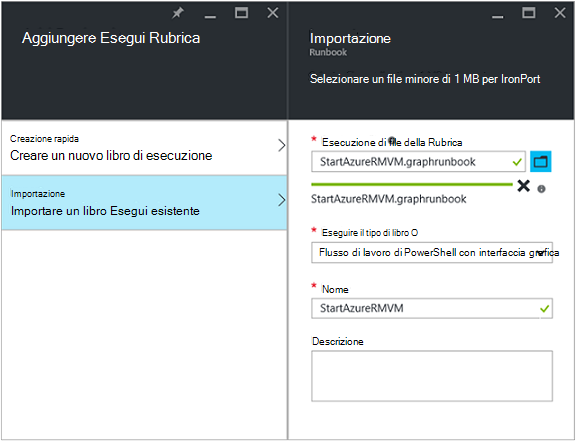 Aggiungere Esegui Rubrica
Creazione rapida
Creare un nuovo libro di esecuzione
Importazione
Importare un libro Esegui esistente
Importazione
Runbook
Selezionare un file minore di 1 MB per IronPort
* Esecuzione di file della Rubrica
StartAzureRMVM.graphrunbook
StartAzureRMVM.graphrunbook
* Eseguire il tipo di libro O
Flusso di lavoro di PowerShell con interfaccia grafica
* Nome
StartAzureRMVM
Descrizione